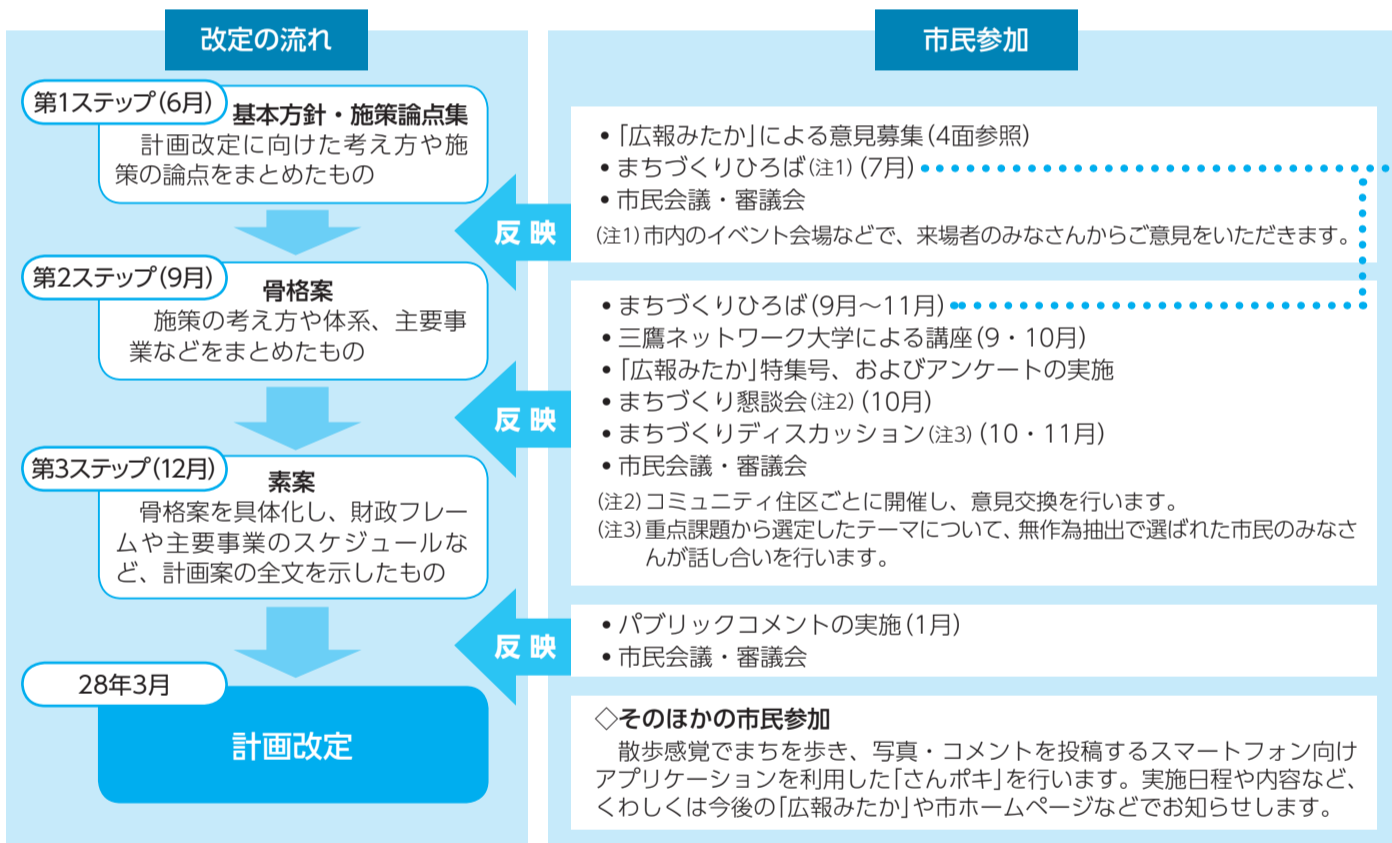 改定の流れ
第1ステップ(6月)
基本方針・施策論点集
計画改定に向けた考え方や施
策の論点をまとめたもの
第2ステップ(9月)
骨格案
施策の考え方や体系、主要事
業などをまとめたもの
第3ステップ(12月)
素案
骨格案を具体化し、財政フレー
ムや主要事業のスケジュールな
ど、計画案の全文を示したもの
28年3月
計画改定
市民参加
反映
• 「広報みたか」による意見募集(4面参照)
• まちづくりひろば(注1)(7月)
• 市民会議・審議会
(注1)市内のイベント会場などで、来場者のみなさんからご意見をいただきます。
反映
• まちづくりひろば(9月～11月)
• 三鷹ネットワーク大学による講座(9・10月)
• 「広報みたか」特集号、およびアンケートの実施
• まちづくり懇談会(注2)(10月)
• まちづくりディスカッション(注3)(10・11月)
• 市民会議・審議会
(注2)コミュニティ住区ごとに開催し、意見交換を行います。
(注3)重点課題から選定したテーマについて、無作為抽出で選ばれた市民のみなさ
んが話し合いを行います。
反映
• パブリックコメントの実施(1月)
• 市民会議・審議会
◇そのほかの市民参加
散歩感覚でまちを歩き、写真・コメントを投稿するスマートフォン向け
アプリケーションを利用した「さんポキ」を行います。実施日程や内容など、
くわしくは今後の「広報みたか」や市ホームページなどでお知らせします。